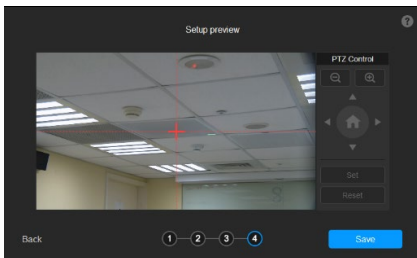 Setup preview
?
PTZ Control
Set
Reset
Back
1 2 3 4
Save